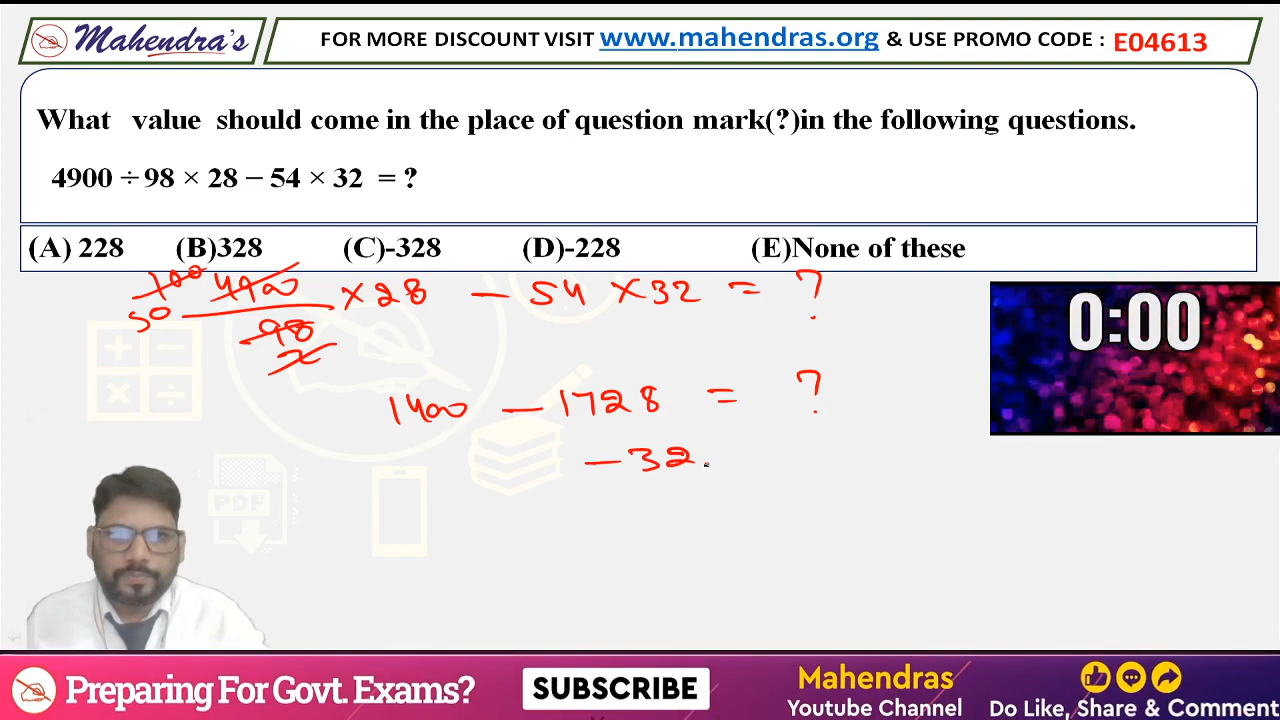 Mahendra's
FOR MORE DISCOUNT VISIT www.mahendras.org & USE PROMO CODE : E04613
What value should come in the place of question mark(?)in the following questions.
4900 ÷ 98 × 28 – 54 × 32 = ?
(A) 228 (B)328 (C)-328 (D)-228 (E)None of these
100 4900 × 28 – 54 × 32 = ?
50 98
2
1400 – 1728 = ?
– 32
0:00
PDF
Preparing For Govt. Exams? SUBSCRIBE Mahendras
YouTube Channel Do Like, Share & Comment